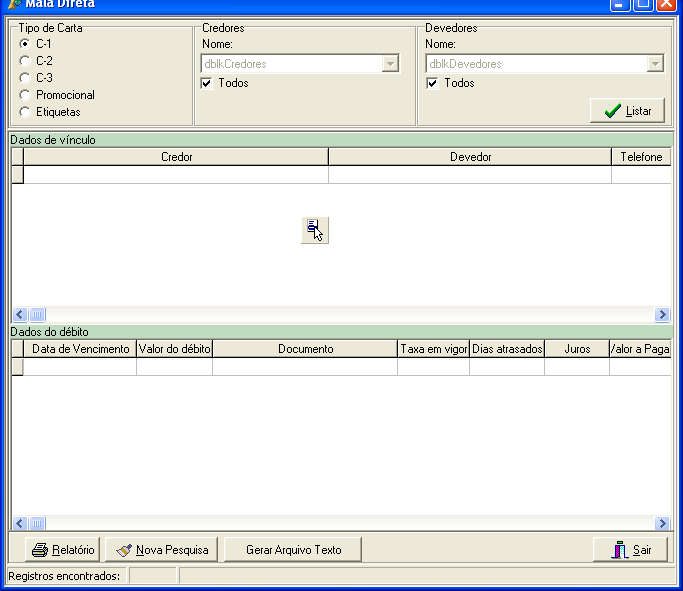 Mala Direta
Tipo de Carta
C-1
C-2
C-3
Promocional
Etiquetas
Credores
Nome:
dblkCredores
Todos
Devedores
Nome:
dblkDevedores
Todos
Listar
Dados de vínculo
Credor Devedor Telefone
Dados do débito
Data de Vencimento Valor do débito Documento Taxa em vigor Dias atrasados Juros Valor a Paga
Relatório Nova Pesquisa Gerar Arquivo Texto Sair
Registros encontrados: